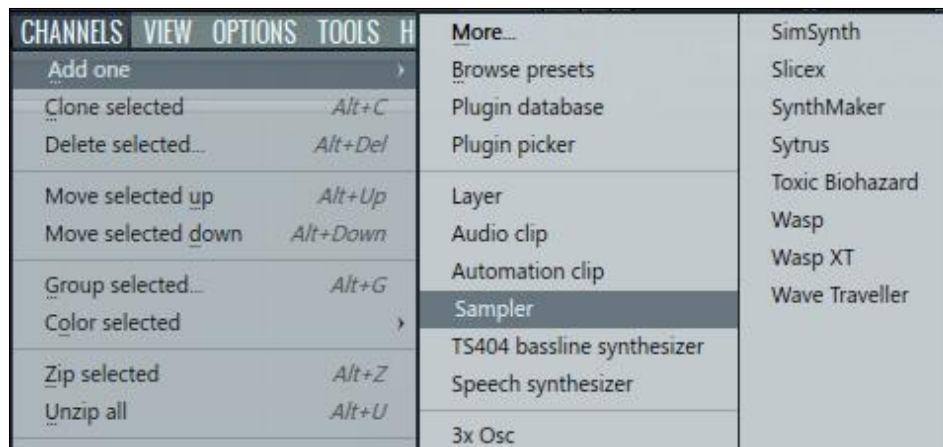 CHANNELS VIEW OPTIONS TOOLS H
Add one
Clone selected Alt+C
Delete selected... Alt+Del
Move selected up Alt+Up
Move selected down Alt+Down
Group selected... Alt+G
Color selected
Zip selected Alt+Z
Unzip all Alt+U
More...
Browse presets
Plugin database
Plugin picker
Layer
Audio clip
Automation clip
Sampler
TS404 bassline synthesizer
Speech synthesizer
3x Osc
SimSynth
Slicex
SynthMaker
Sytrus
Toxic Biohazard
Wasp
Wasp XT
Wave Traveller